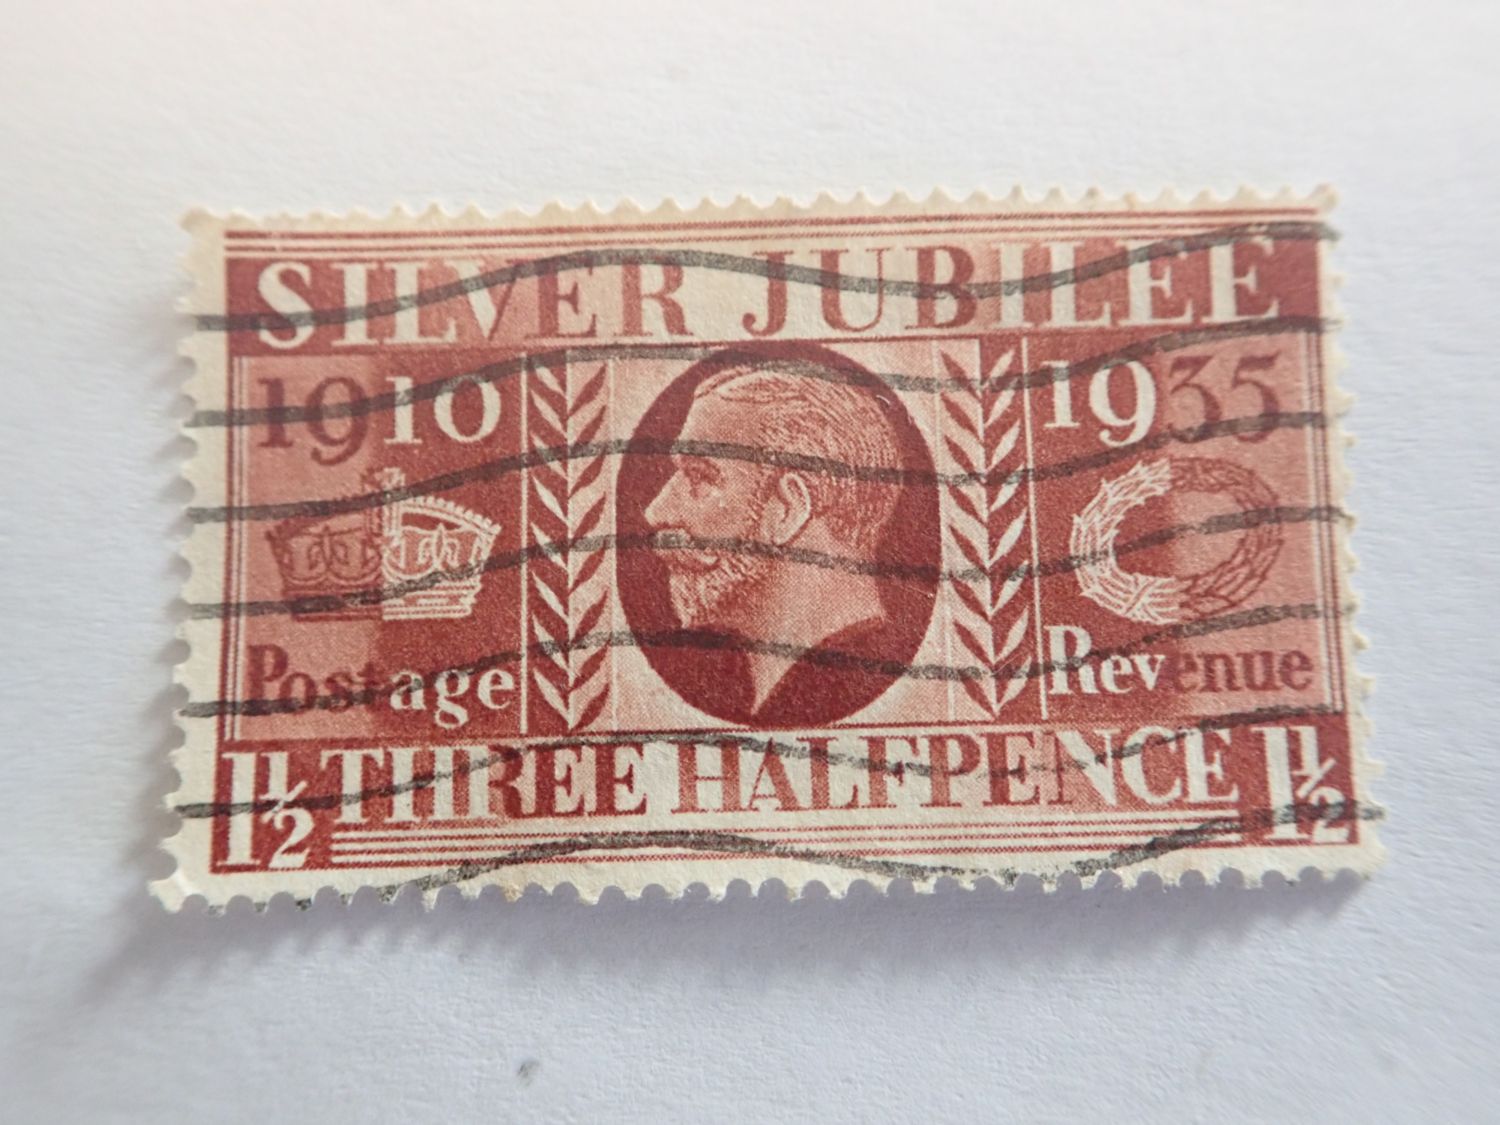 SILVER JUBILEE
1910 1935
Postage Revenue
1½ THREE HALFPENCE 1½